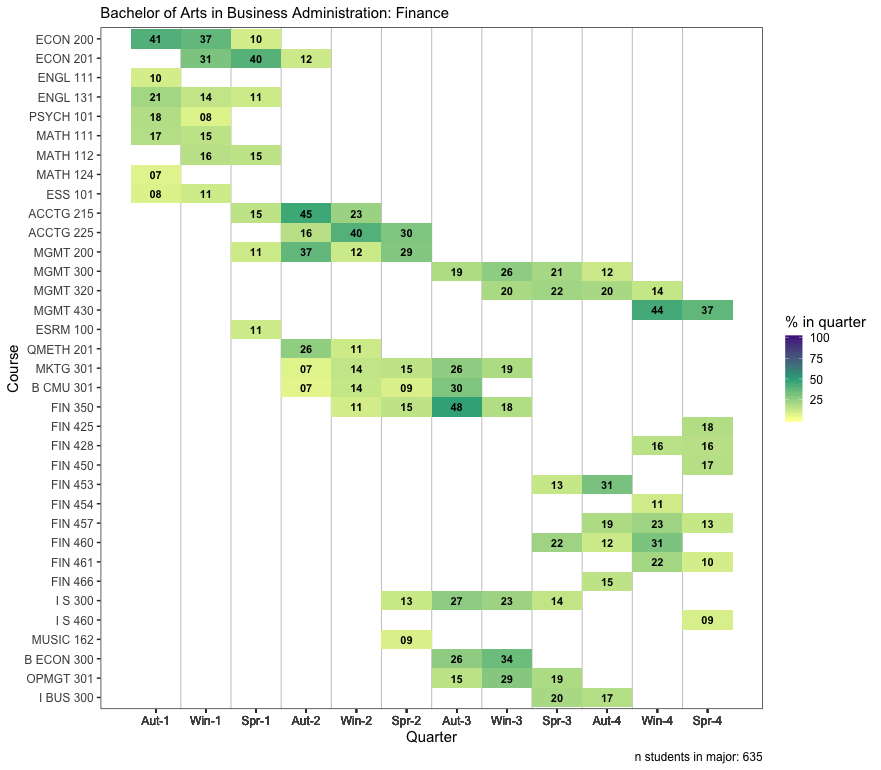 Bachelor of Arts in Business Administration: Finance
ECON 200 41 37 10
ECON 201 31 40 12
ENGL 111 10
ENGL 131 21 14 11
PSYCH 101 18 08
MATH 111 17 15
MATH 112 16 15
MATH 124 07
ESS 101 08 11
ACCTG 215 15 45 23
ACCTG 225 16 40 30
MGMT 200 11 37 12 29
MGMT 300 19 26 21 12
MGMT 320 20 22 20 14
MGMT 430 44 37
ESRM 100 11
QMETH 201 26 11
MKTG 301 07 14 15 26 19
B CMU 301 07 14 09 30
FIN 350 11 15 48 18
FIN 425 18
FIN 428 16 16
FIN 450 17
FIN 453 13 31
FIN 454 11
FIN 457 19 23 13
FIN 460 22 12 31
FIN 461 22 10
FIN 466 15
I S 300 13 27 23 14
I S 460 09
MUSIC 162 09
B ECON 300 26 34
OPMGT 301 15 29 19
I BUS 300 20 17
Aut-1 Win-1 Spr-1 Aut-2 Win-2 Spr-2 Aut-3 Win-3 Spr-3 Aut-4 Win-4 Spr-4
Quarter
Course
% in quarter
100
75
50
25
n students in major: 635